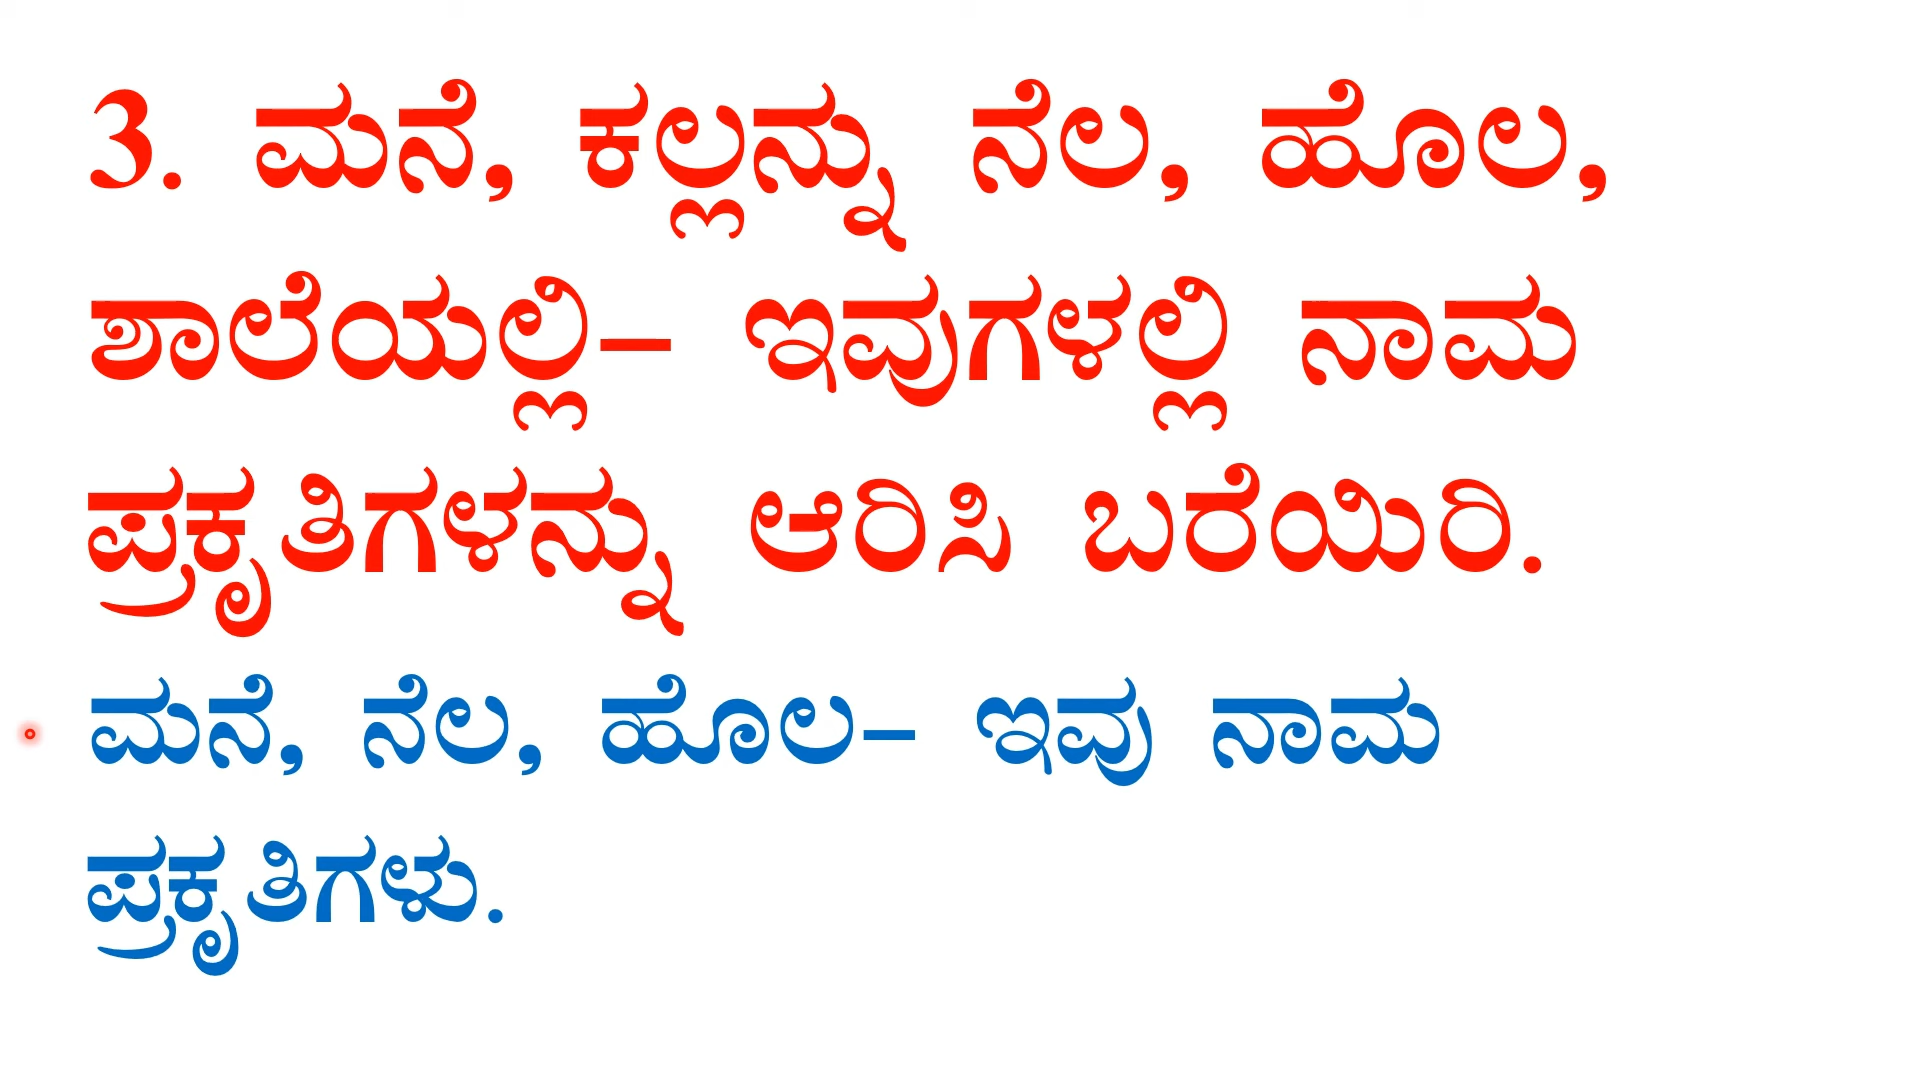 3. ಮನೆ, ಕಲ್ಲನ್ನು ನೆಲ, ಹೊಲ,
ಶಾಲೆಯಲ್ಲಿ– ಇವುಗಳಲ್ಲಿ ನಾಮ
ಪ್ರಕೃತಿಗಳನ್ನು ಆರಿಸಿ ಬರೆಯಿರಿ.
ಮನೆ, ನೆಲ, ಹೊಲ– ಇವು ನಾಮ
ಪ್ರಕೃತಿಗಳು.